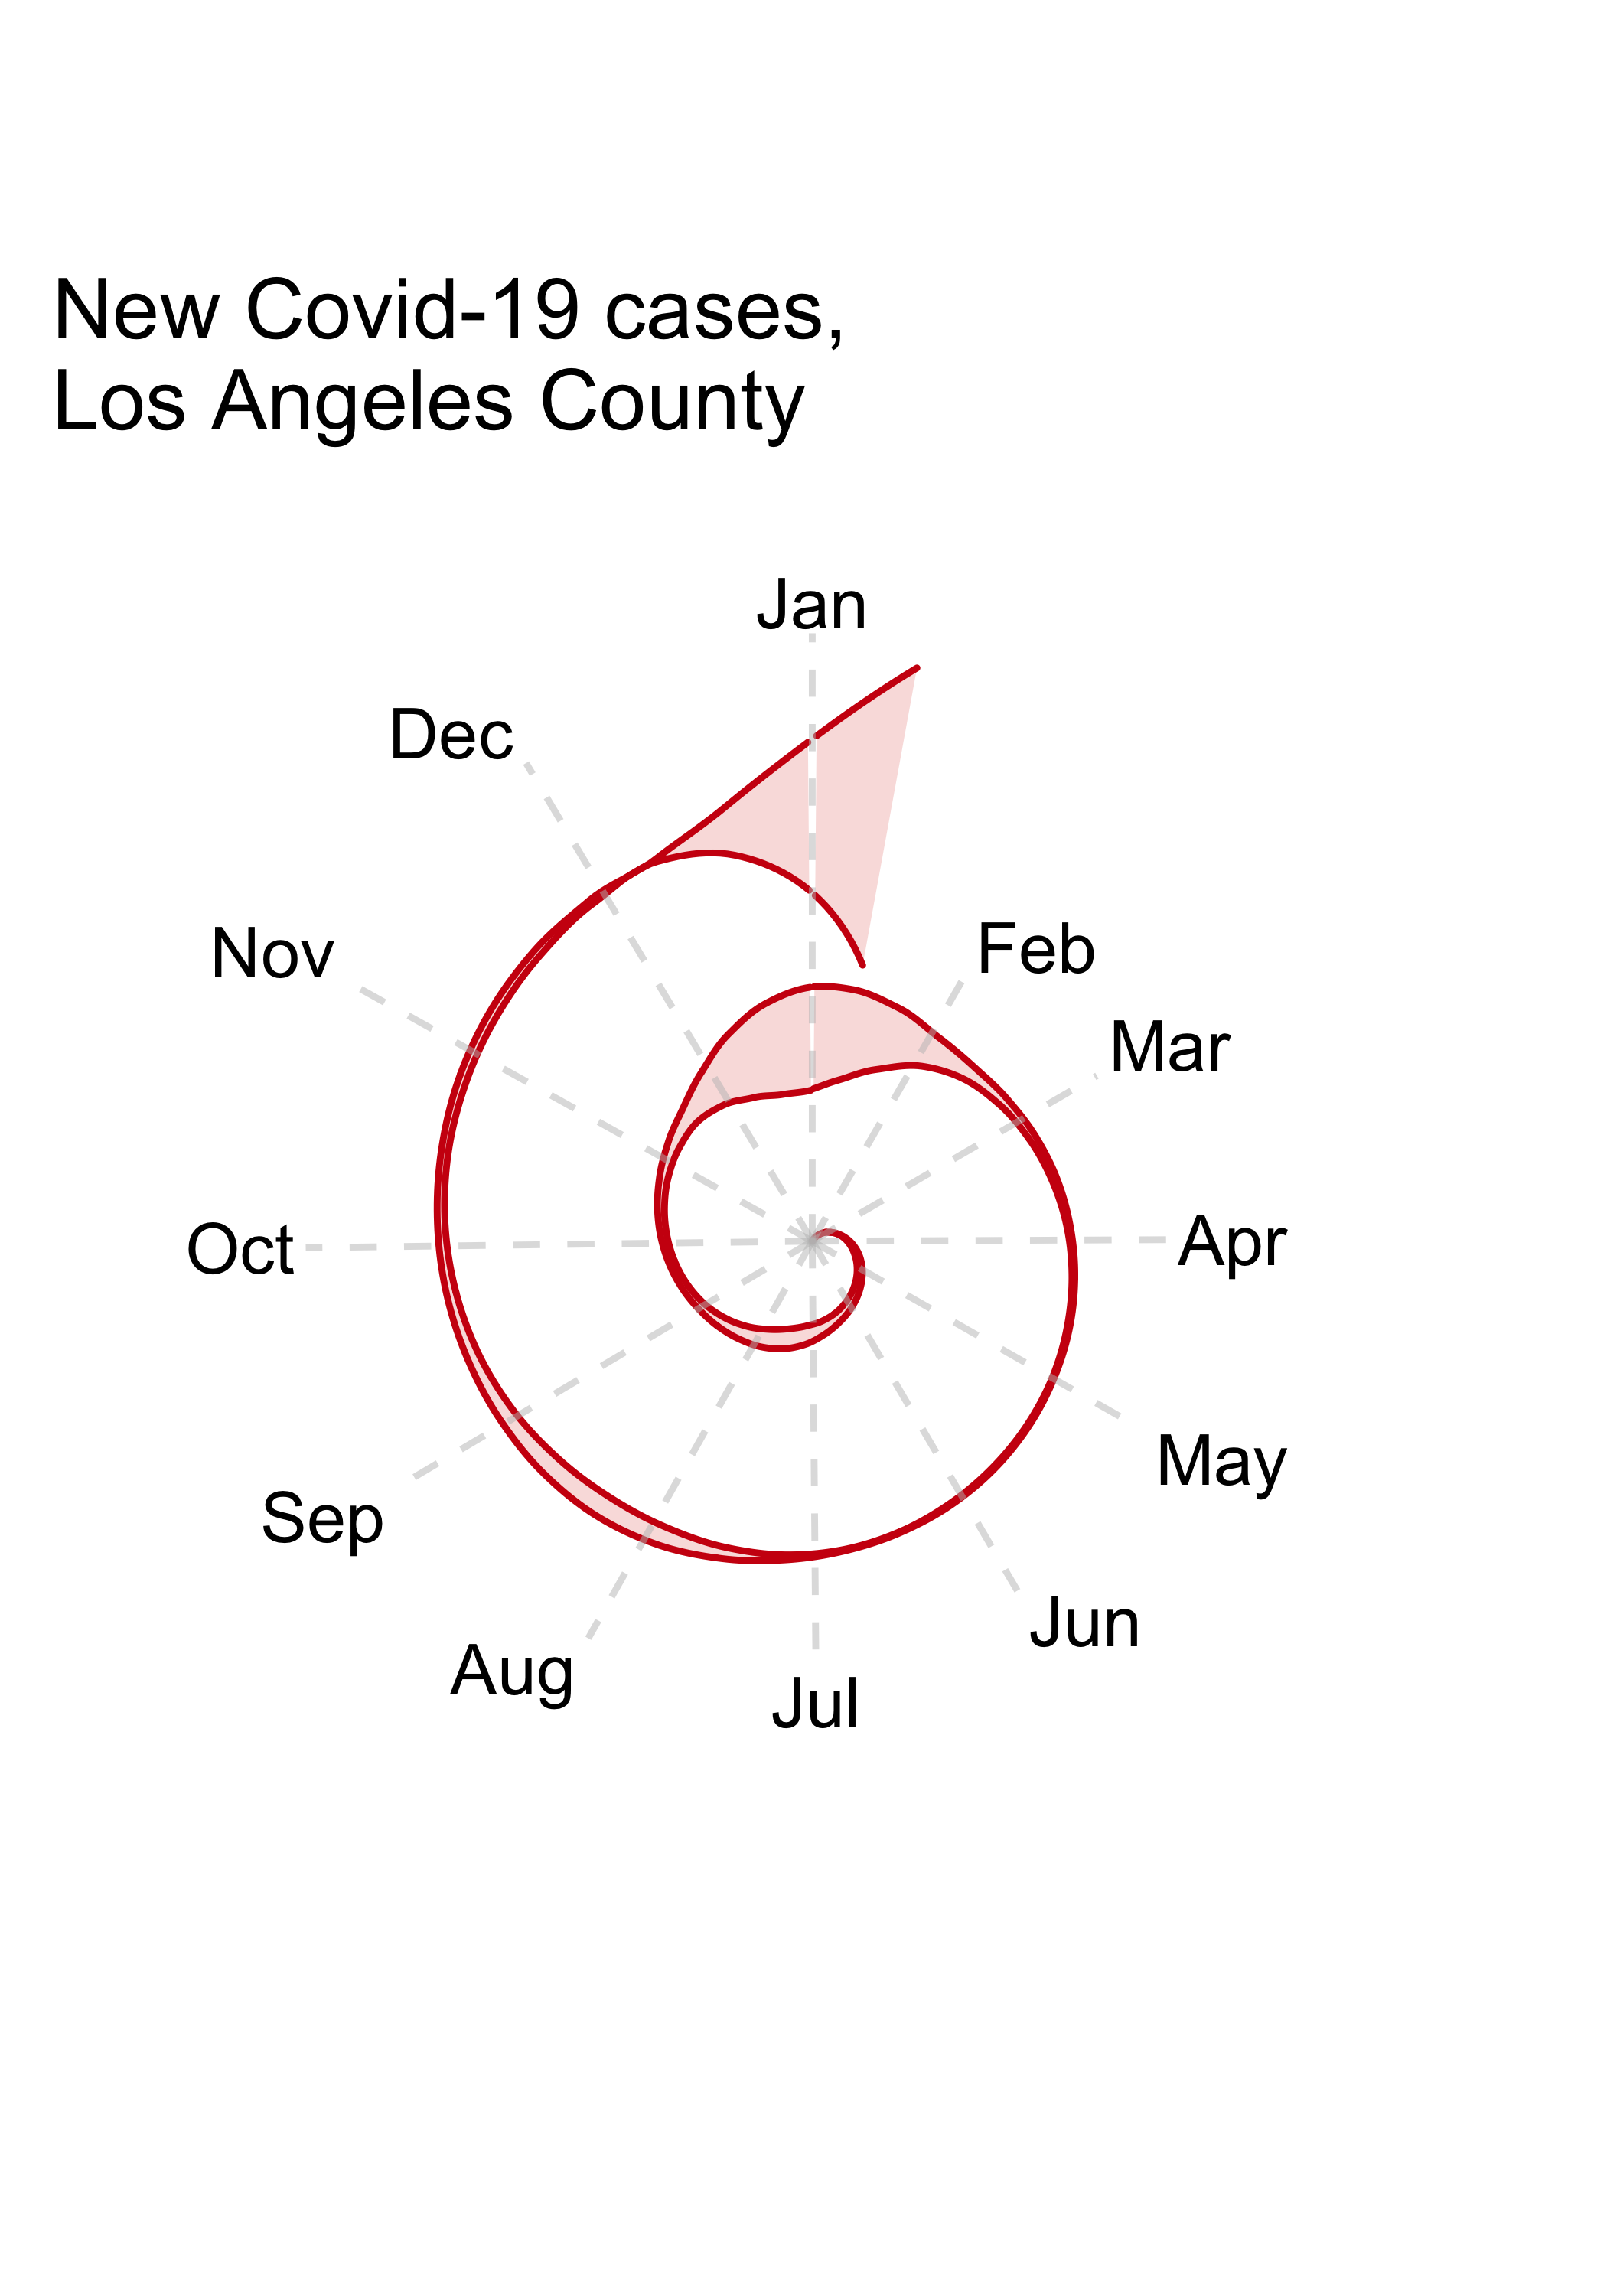 New Covid-19 cases,
Los Angeles County
Jan
Dec
Feb
Nov
Mar
Apr
Oct
May
Sep
Jun
Aug
Jul